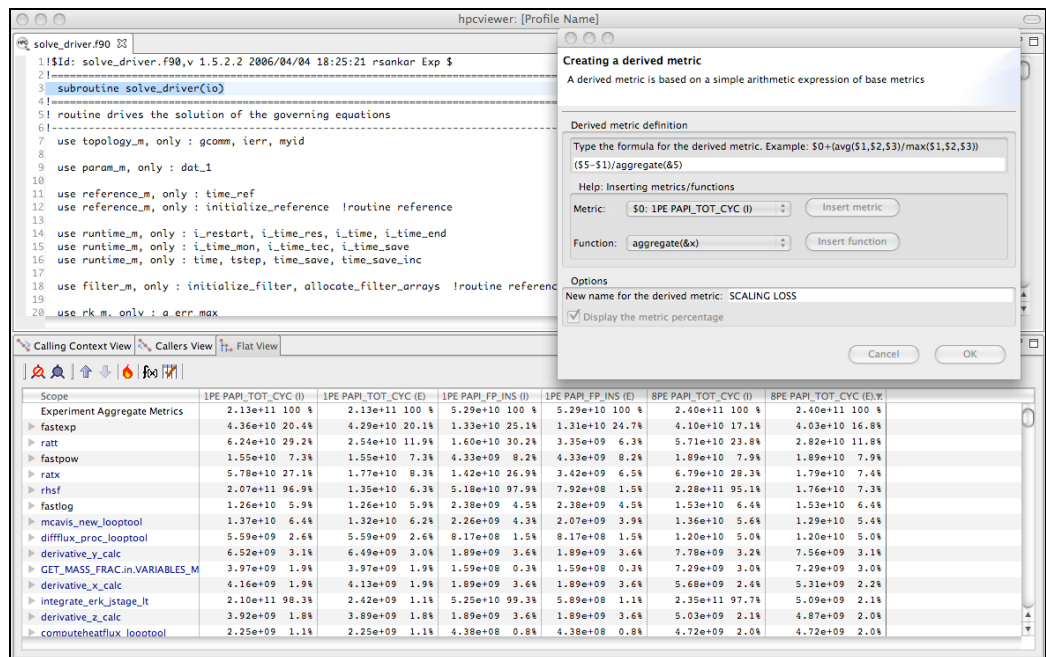 hpcviewer: [Profile Name]
solve_driver.f90
1 !$Id: solve_driver.f90,v 1.5.2.2 2006/04/04 18:25:21 rsankar Exp $
2 !=========================================================================
3 subroutine solve_driver(io)
4 !=========================================================================
5 ! routine drives the solution of the governing equations
6 !-------------------------------------------------------------------------
7 use topology_m, only : gcomm, ierr, myid
8
9 use param_m, only : dat_1
10
11 use reference_m, only : time_ref
12 use reference_m, only : initialize_reference !routine reference
13
14 use runtime_m, only : i_restart, i_time_res, i_time, i_time_end
15 use runtime_m, only : i_time_mon, i_time_tec, i_time_save
16 use runtime_m, only : time, tstep, time_save, time_save_inc
17
18 use filter_m, only : initialize_filter, allocate_filter_arrays !routine referenc
19
20 use rk_m, only : a_err_max
Creating a derived metric
A derived metric is based on a simple arithmetic expression of base metrics
Derived metric definition
Type the formula for the derived metric. Example: $0+(avg($1,$2,$3)/max($1,$2,$3))
($5-$1)/aggregate(&5)
Help: Inserting metrics/functions
Metric: $0: 1PE PAPI_TOT_CYC (I) Insert metric
Function: aggregate(&x) Insert function
Options
New name for the derived metric: SCALING LOSS
Display the metric percentage
Cancel OK
Calling Context View Callers View Flat View
f(x)
Scope 1PE PAPI_TOT_CYC (I) 1PE PAPI_TOT_CYC (E) 1PE PAPI_FP_INS (I) 1PE PAPI_FP_INS (E) 8PE PAPI_TOT_CYC (I) 8PE PAPI_TOT_CYC (E)
Experiment Aggregate Metrics 2.13e+11 100 % 2.13e+11 100 % 5.29e+10 100 % 5.29e+10 100 % 2.40e+11 100 % 2.40e+11 100 %
fastexp 4.36e+10 20.4% 4.29e+10 20.1% 1.33e+10 25.1% 1.31e+10 24.7% 4.10e+10 17.1% 4.03e+10 16.8%
ratt 6.24e+10 29.2% 2.54e+10 11.9% 1.60e+10 30.2% 3.35e+09 6.3% 5.71e+10 23.8% 2.82e+10 11.8%
fastpow 1.55e+10 7.3% 1.55e+10 7.3% 4.33e+09 8.2% 4.33e+09 8.2% 1.89e+10 7.9% 1.89e+10 7.9%
ratx 5.78e+10 27.1% 1.77e+10 8.3% 1.42e+10 26.9% 3.42e+09 6.5% 6.79e+10 28.3% 1.79e+10 7.4%
rhsf 2.07e+11 96.9% 1.35e+10 6.3% 5.18e+10 97.9% 7.92e+08 1.5% 2.28e+11 95.1% 1.76e+10 7.3%
fastlog 1.26e+10 5.9% 1.26e+10 5.9% 2.38e+09 4.5% 2.38e+09 4.5% 1.53e+10 6.4% 1.53e+10 6.4%
mcavis_new_looptool 1.37e+10 6.4% 1.32e+10 6.2% 2.26e+09 4.3% 2.07e+09 3.9% 1.36e+10 5.6% 1.29e+10 5.4%
diffflux_proc_looptool 5.59e+09 2.6% 5.59e+09 2.6% 8.17e+08 1.5% 8.17e+08 1.5% 1.20e+10 5.0% 1.20e+10 5.0%
derivative_y_calc 6.52e+09 3.1% 6.49e+09 3.0% 1.89e+09 3.6% 1.89e+09 3.6% 7.78e+09 3.2% 7.56e+09 3.1%
GET_MASS_FRAC.in.VARIABLES_M 3.97e+09 1.9% 3.97e+09 1.9% 1.59e+08 0.3% 1.59e+08 0.3% 7.29e+09 3.0% 7.29e+09 3.0%
derivative_x_calc 4.16e+09 1.9% 4.13e+09 1.9% 1.89e+09 3.6% 1.89e+09 3.6% 5.68e+09 2.4% 5.31e+09 2.2%
integrate_erk_jstage_lt 2.10e+11 98.3% 2.42e+09 1.1% 5.25e+10 99.3% 5.89e+08 1.1% 2.35e+11 97.7% 5.09e+09 2.1%
derivative_z_calc 3.92e+09 1.8% 3.89e+09 1.8% 1.89e+09 3.6% 1.89e+09 3.6% 5.03e+09 2.1% 4.87e+09 2.0%
computeheatflux_looptool 2.25e+09 1.1% 2.25e+09 1.1% 4.38e+08 0.8% 4.38e+08 0.8% 4.72e+09 2.0% 4.72e+09 2.0%